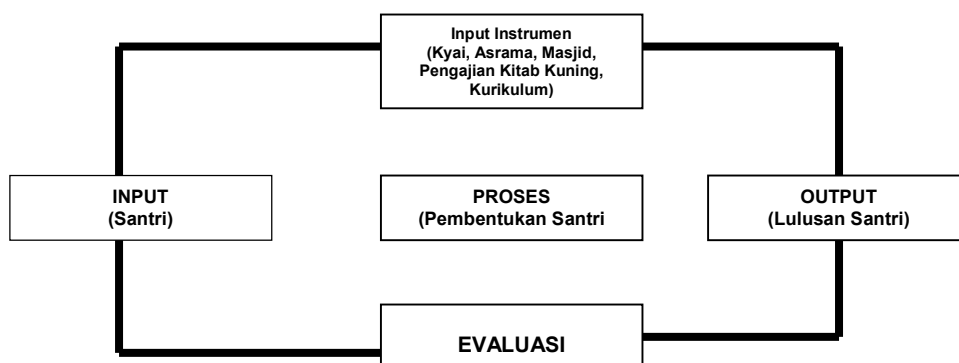 Input Instrumen
(Kyai, Asrama, Masjid,
Pengajian Kitab Kuning,
Kurikulum)
INPUT
(Santri)
PROSES
(Pembentukan Santri
OUTPUT
(Lulusan Santri)
EVALUASI